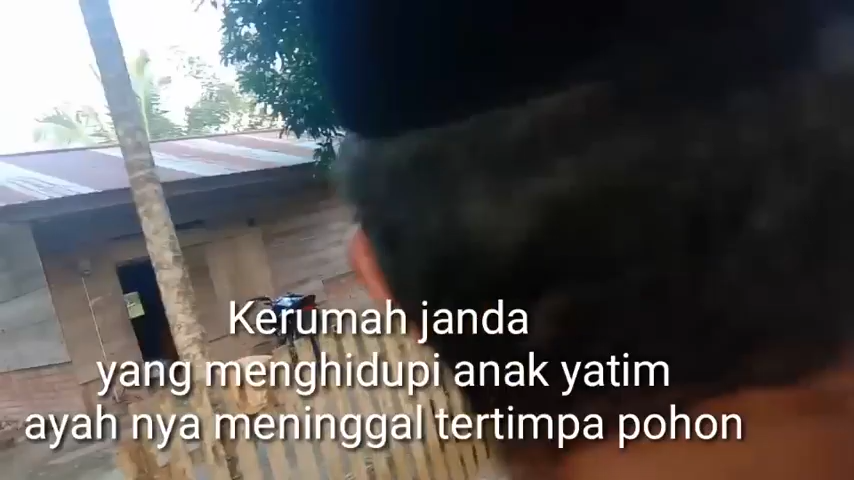 Kerumah janda
yang menghidupi anak yatim
ayah nya meninggal tertimpa pohon